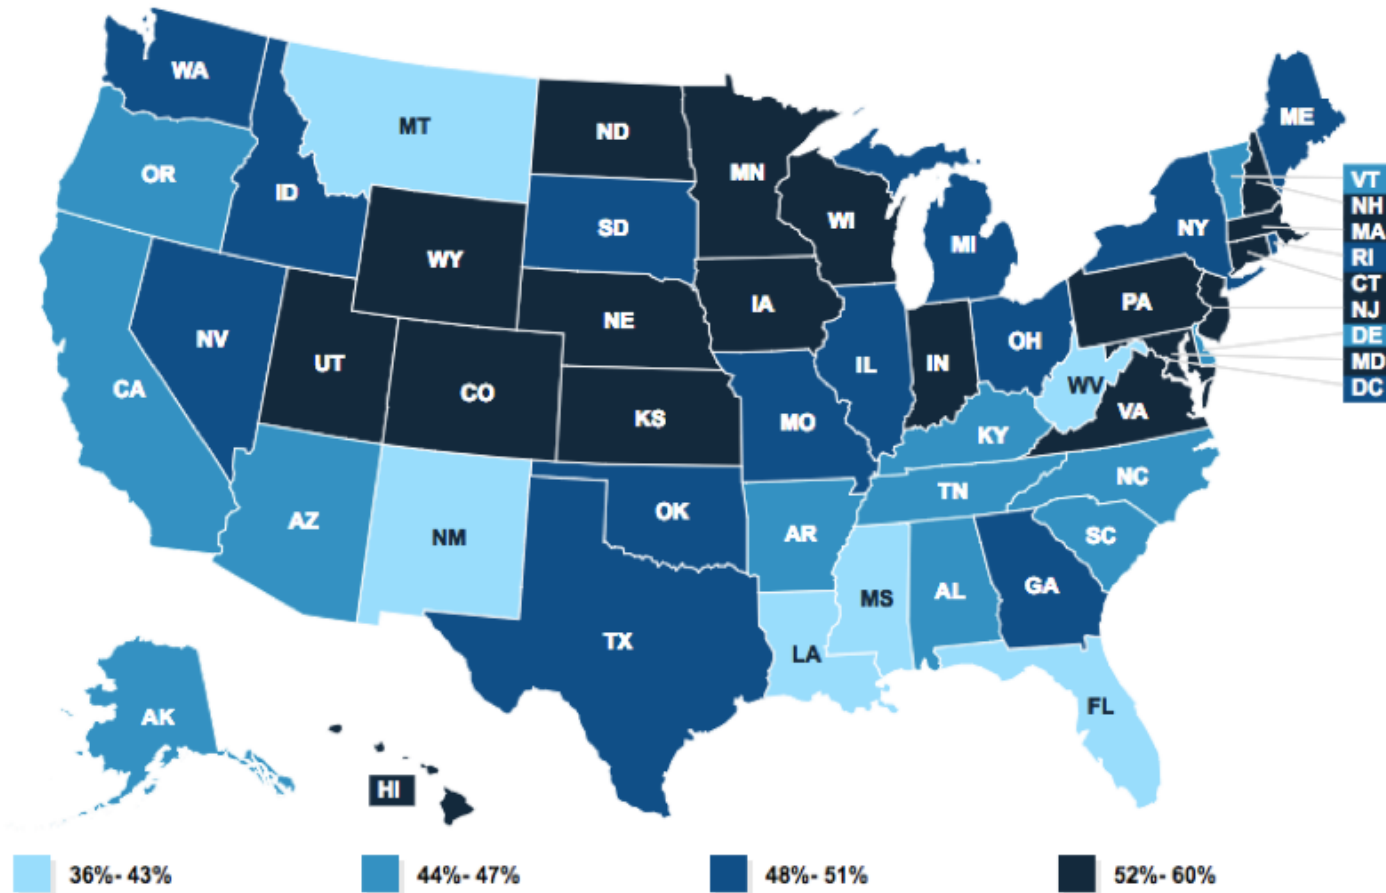 WA
MT
ND
MN
ME
OR
ID
SD
WI
MI
NY
VT
NH
MA
RI
CT
NJ
DE
MD
DC
WY
IA
NE
PA
NV
UT
CO
IL
IN
OH
WV
VA
CA
KS
MO
KY
NC
TN
AZ
NM
OK
AR
SC
MS
AL
GA
TX
LA
FL
AK
HI
36%- 43%
44%- 47%
48%- 51%
52%- 60%